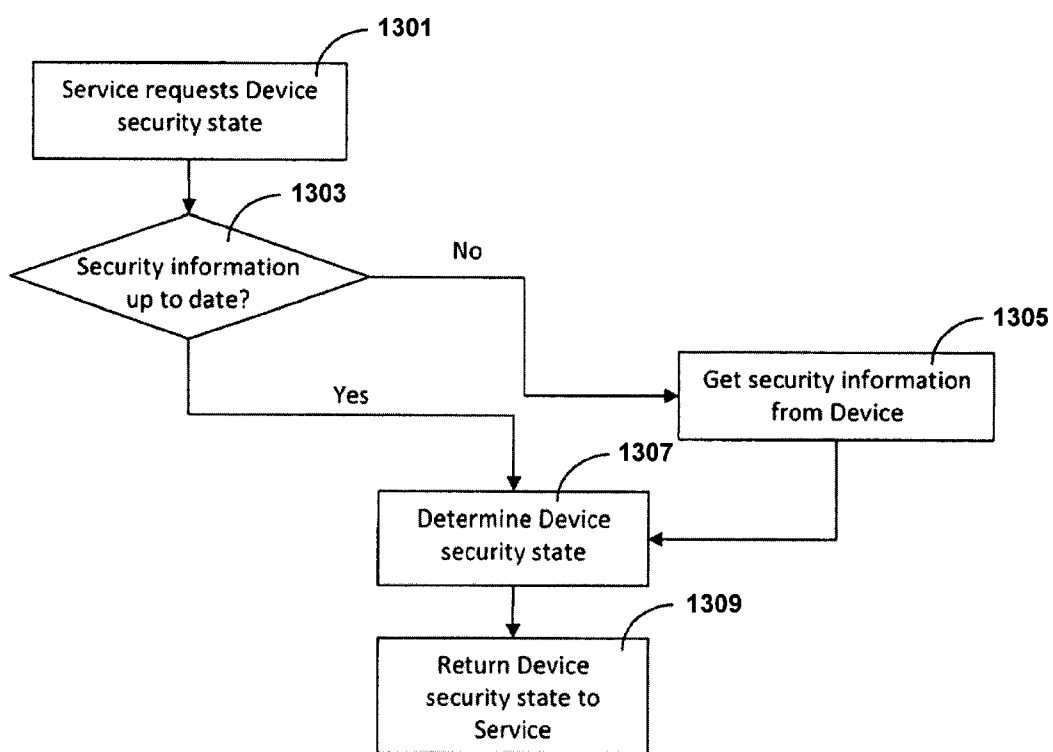 1301
Service requests Device
security state
1303
Security information
up to date?
No
1305
Get security information
from Device
Yes
1307
Determine Device
security state
1309
Return Device
security state to
Service